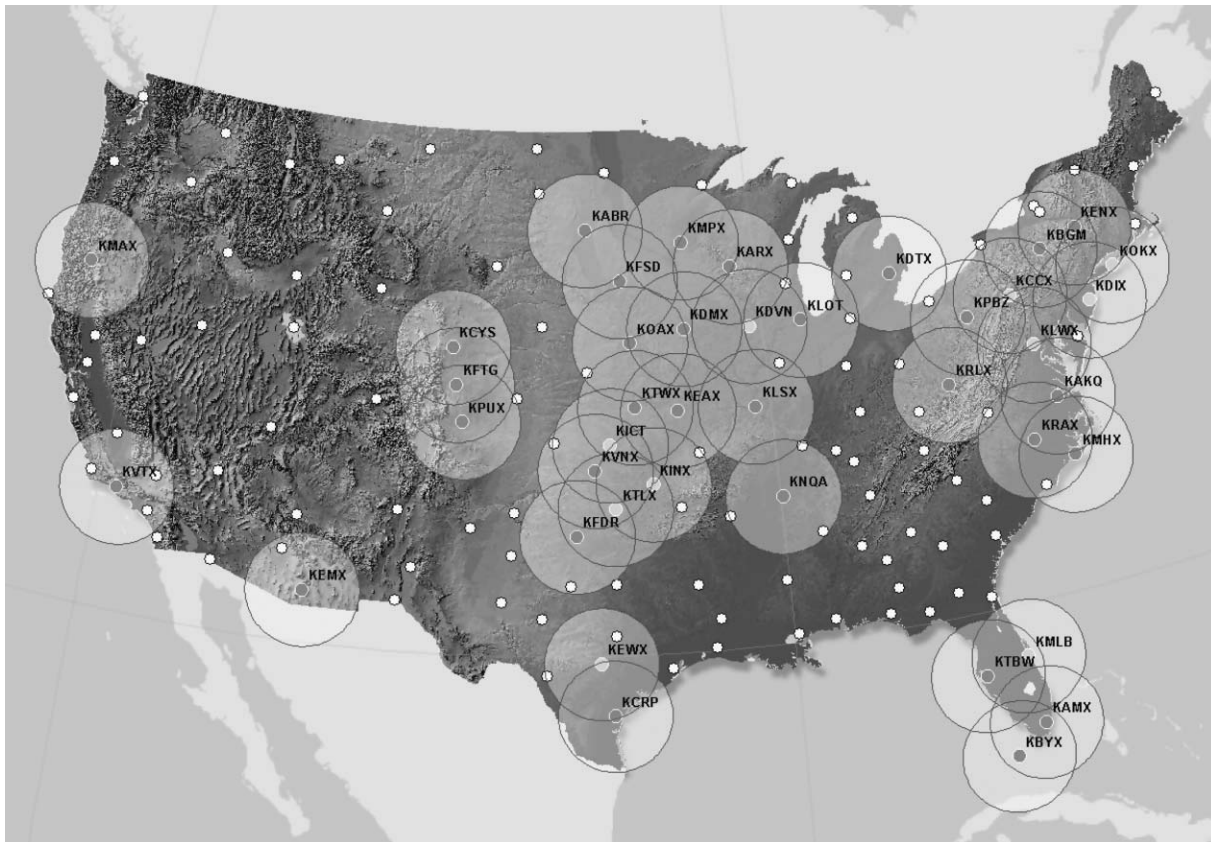 KABR
KENX
KMPX
KBGM
KMAX
KARX
KOKX
KFSD
KDTX
KCCX
KDIX
KPBZ
KDMX
KDVN
KLOT
KOAX
KCYS
KLWX
KFTG
KRLX
KAKQ
KTWX
KEAX
KLSX
KPUX
KICT
KRAX
KMHX
KVNX
KINX
KVTX
KNQA
KTLX
KFDR
KEMX
KMLB
KEWX
KTBW
KCRP
KAMX
KBYX